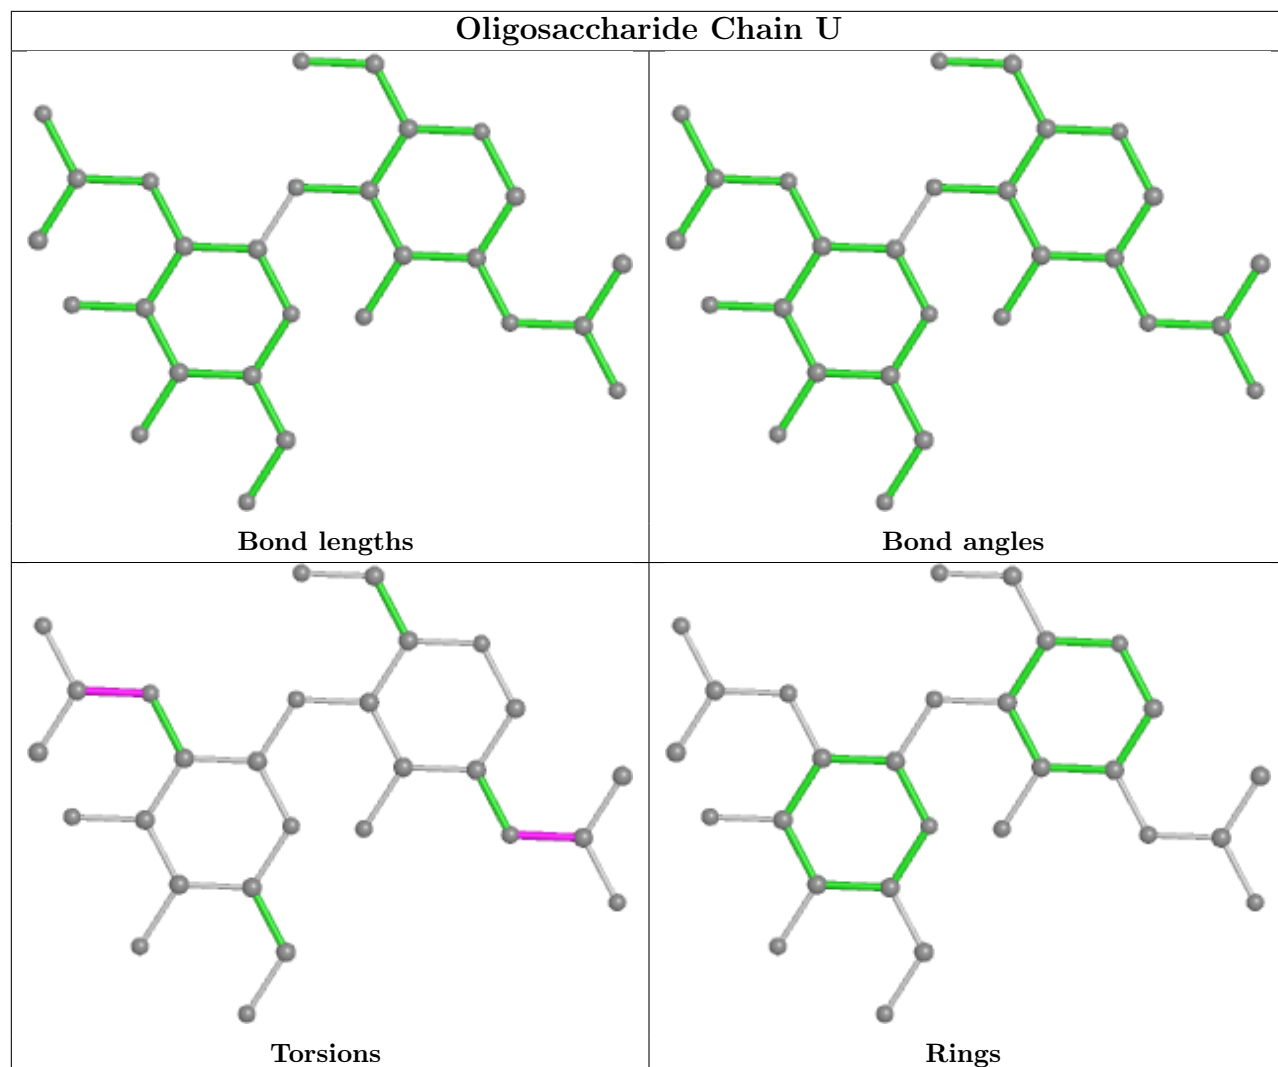 Oligosaccharide Chain U
Bond lengths
Bond angles
Torsions
Rings